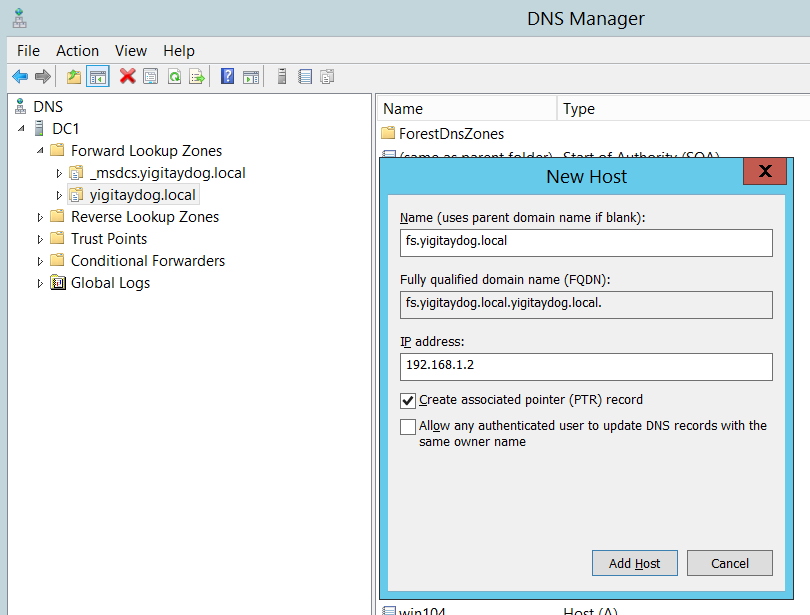 DNS Manager
File Action View Help
DNS
DC1
Forward Lookup Zones
_msdcs.yigitaydog.local
yigitaydog.local
Reverse Lookup Zones
Trust Points
Conditional Forwarders
Global Logs
Name Type
ForestDnsZones
(same as parent folder) Start of Authority (SOA)
New Host
X
Name (uses parent domain name if blank):
fs.yigitaydog.local
Fully qualified domain name (FQDN):
fs.yigitaydog.local.yigitaydog.local.
IP address:
192.168.1.2
Create associated pointer (PTR) record
Allow any authenticated user to update DNS records with the
same owner name
Add Host Cancel
win104 Host (A)